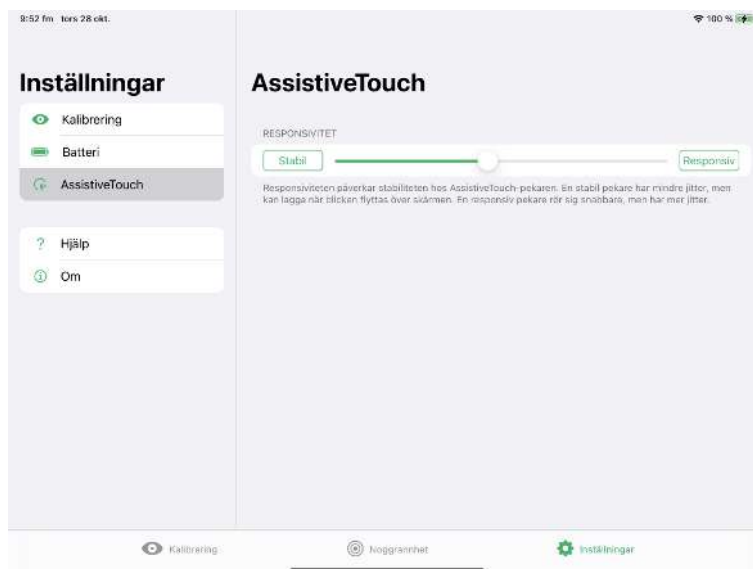 9:52 fm tors 28 okt.
100 %
Inställningar
Kalibrering
Batteri
AssistiveTouch
Hjälp
Om
AssistiveTouch
RESPONSIVITET
Stabil
Responsiv
Responsiviteten påverkar stabiliteten hos AssistiveTouch-pekaren. En stabil pekare har mindre jitter, men
kan lagga när blicken flyttas över skärmen. En responsiv pekare rör sig snabbare, men har mer jitter.
Kalibrering
Noggrannhet
Inställningar